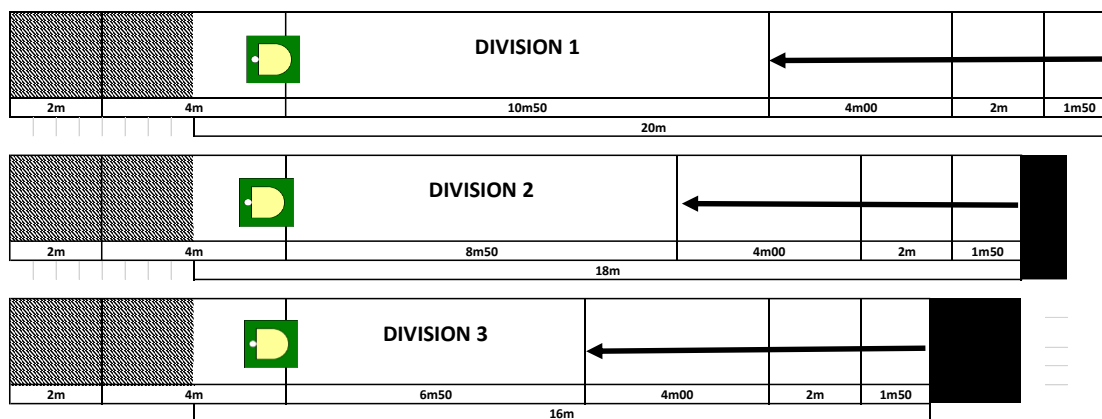 DIVISION 1
2m 4m 10m50 4m00 2m 1m50
20m
DIVISION 2
2m 4m 8m50 4m00 2m 1m50
18m
DIVISION 3
2m 4m 6m50 4m00 2m 1m50
16m